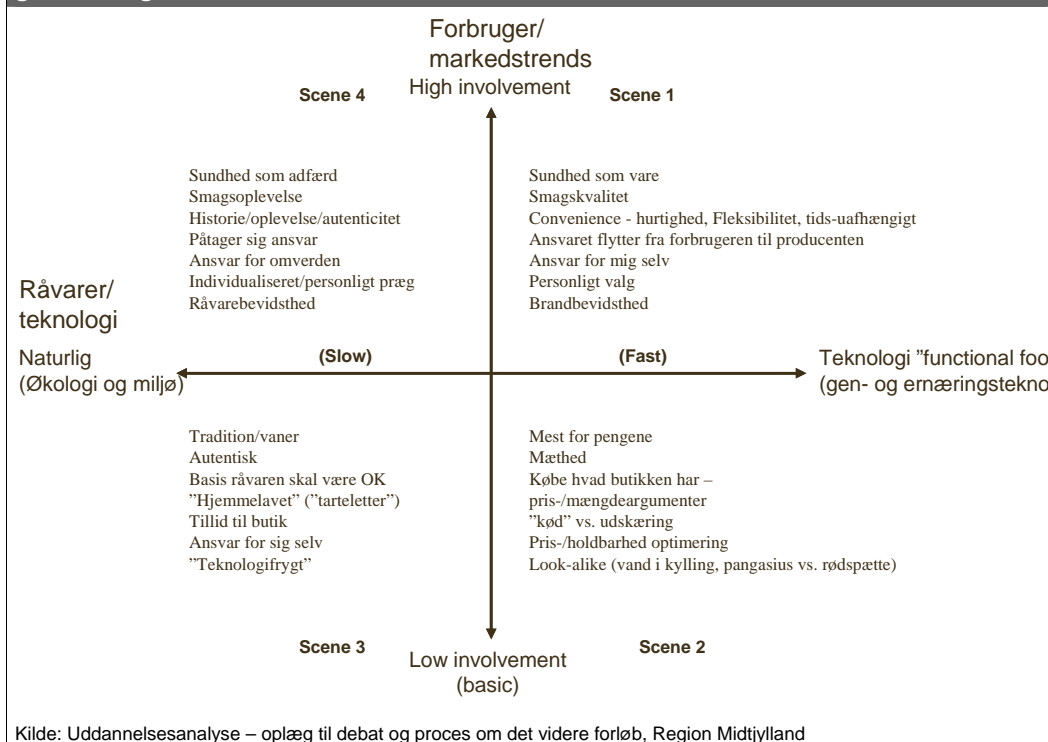 Forbruger/
markedstrends
High involvement
Scene 4
Scene 1
Sundhed som adfærd
Smagsoplevelse
Historie/oplevelse/autenticitet
Påtager sig ansvar
Ansvar for omverden
Individualiseret/personligt præg
Råvarebevidsthed
Sundhed som vare
Smagskvalitet
Convenience - hurtighed, Fleksibilitet, tids-uafhængigt
Ansvaret flytter fra forbrugeren til producenten
Ansvar for mig selv
Personligt valg
Brandbevidsthed
Råvarer/
teknologi
Naturlig
(Økologi og miljø)
(Slow)
(Fast)
Teknologi ”functional foo
(gen- og ernæringstekno
Tradition/vaner
Autentisk
Basis råvaren skal være OK
”Hjemmelavet” (”tarteletter”)
Tillid til butik
Ansvar for sig selv
”Teknologifrygt”
Mest for pengene
Mæthed
Købe hvad butikken har –
pris-/mængdeargumenter
”kød” vs. udskæring
Pris-/holdbarhed optimering
Look-alike (vand i kylling, pangasius vs. rødspætte)
Scene 3
Scene 2
Low involvement
(basic)
Kilde: Uddannelsesanalyse – oplæg til debat og proces om det videre forløb, Region Midtjylland